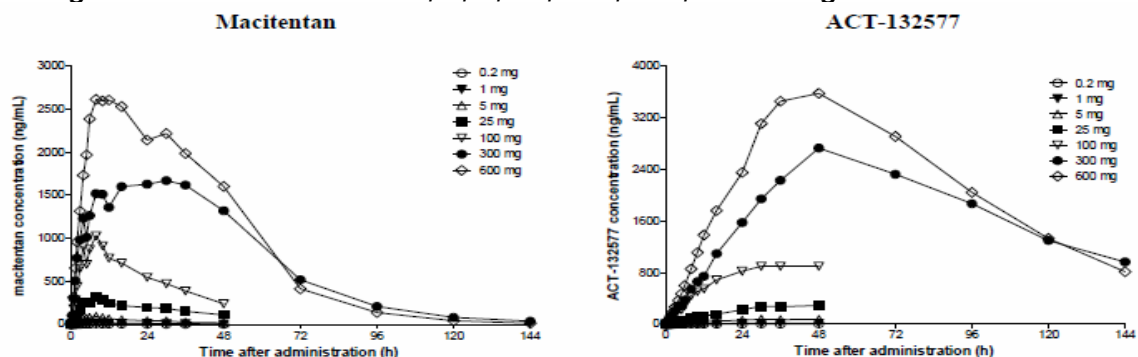 Macitentan
ACT-132577
macitentan concentration (ng/mL)
3000
2500
2000
1500
1000
500
0
0.2 mg
1 mg
5 mg
25 mg
100 mg
300 mg
600 mg
0
24
48
72
96
120
144
Time after administration (h)
ACT-132577 concentration (ng/mL)
4000
3200
2400
1600
800
0
0.2 mg
1 mg
5 mg
25 mg
100 mg
300 mg
600 mg
0
24
48
72
96
120
144
Time after administration (h)